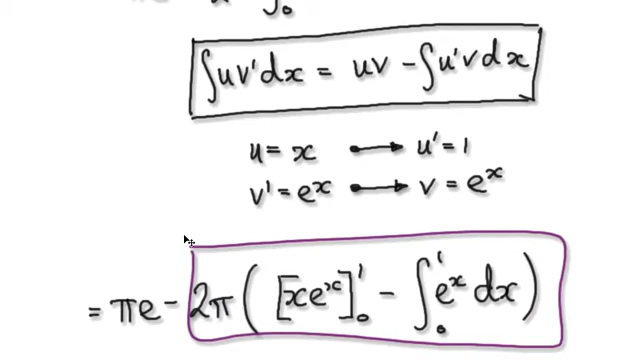 ∫uv'dx = uv - ∫u'vdx
u = x → u' = 1
v' = eˣ → v = eˣ
= πe - 2π( [xeˣ]₀¹ - ∫₀¹ eˣ dx )